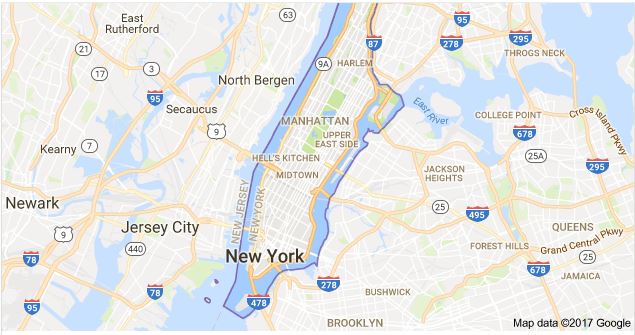 East
Rutherford
63
95
87
278
295
THROGS NECK
21
17
3
9A
HARLEM
North Bergen
95
Secaucus
East River
COLLEGE POINT
Cross Island Pkwy
9
MANHATTAN
678
Kearny
7
UPPER
EAST SIDE
25A
HELL'S KITCHEN
MIDTOWN
JACKSON
HEIGHTS
295
NEW JERSEY
NEW YORK
Newark
25
495
9
Jersey City
QUEENS
440
FOREST HILLS
Grand Central Pkwy
New York
25
78
678
JAMAICA
278
78
BUSHWICK
95
478
BROOKLYN
Map data ©2017 Google